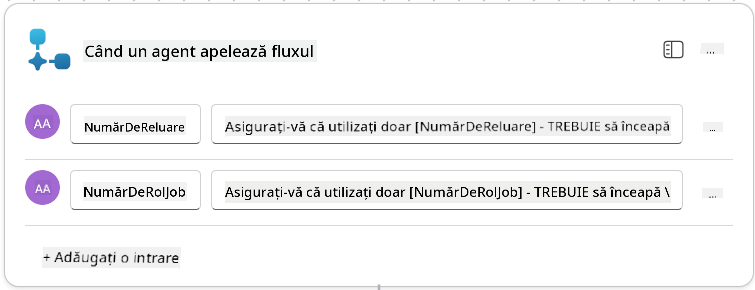 Când un agent apelează fluxul
...
AA NumărDeReluare Asigurați-vă că utilizați doar [NumărDeReluare] - TREBUIE să înceapă
...
AA NumărDeRolJob Asigurați-vă că utilizați doar [NumărDeRolJob] - TREBUIE să înceapă \
...
+ Adăugați o intrare